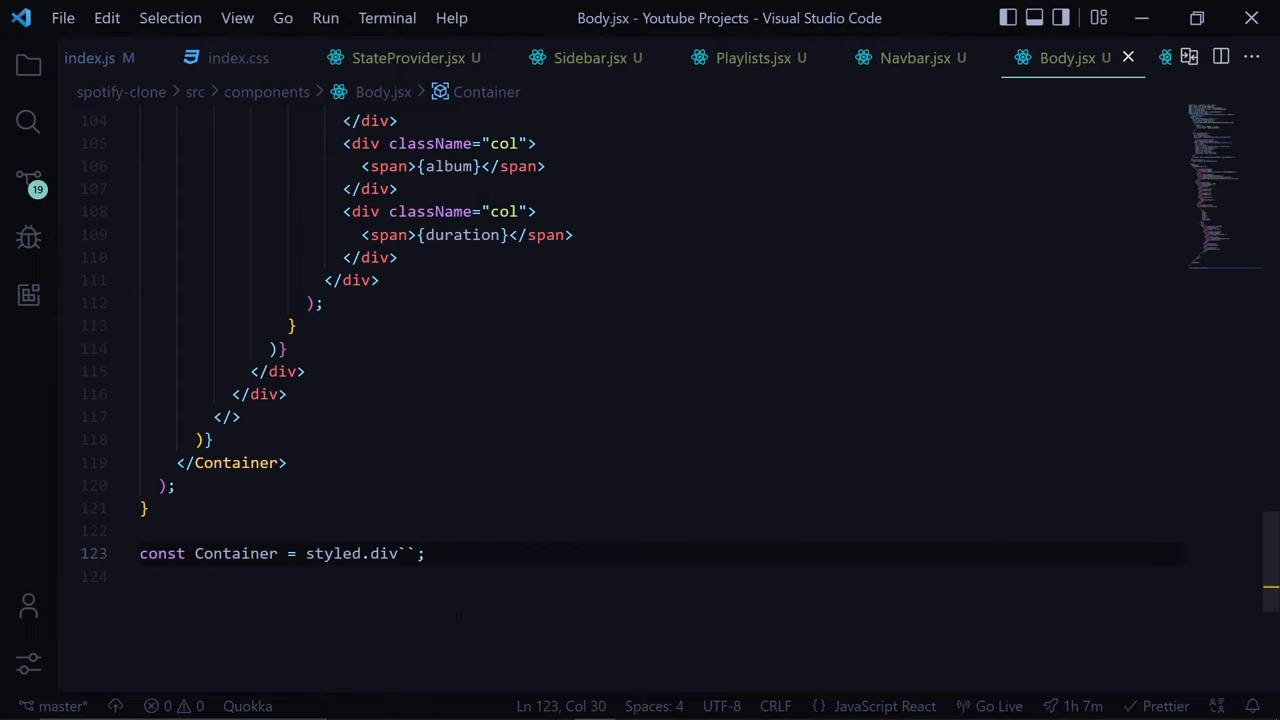 File Edit Selection View Go Run Terminal Help Body.jsx - Youtube Projects - Visual Studio Code
index.js M index.css StateProvider.jsx U Sidebar.jsx U Playlists.jsx U Navbar.jsx U Body.jsx U
spotify-clone > src > components > Body.jsx > Container
104 </div>
105 <div className="col">
106 <span>{album}</span>
107 </div>
108 <div className="col">
109 <span>{duration}</span>
110 </div>
111 </div>
112 );
113 }
114 )}
115 </div>
116 </div>
117 </>
118 )}
119 </Container>
120 );
121 }
122
123 const Container = styled.div``;
124
19
master* 0 0 Quokka Ln 123, Col 30 Spaces: 4 UTF-8 CRLF {} JavaScript React Go Live 1h 7m Prettier